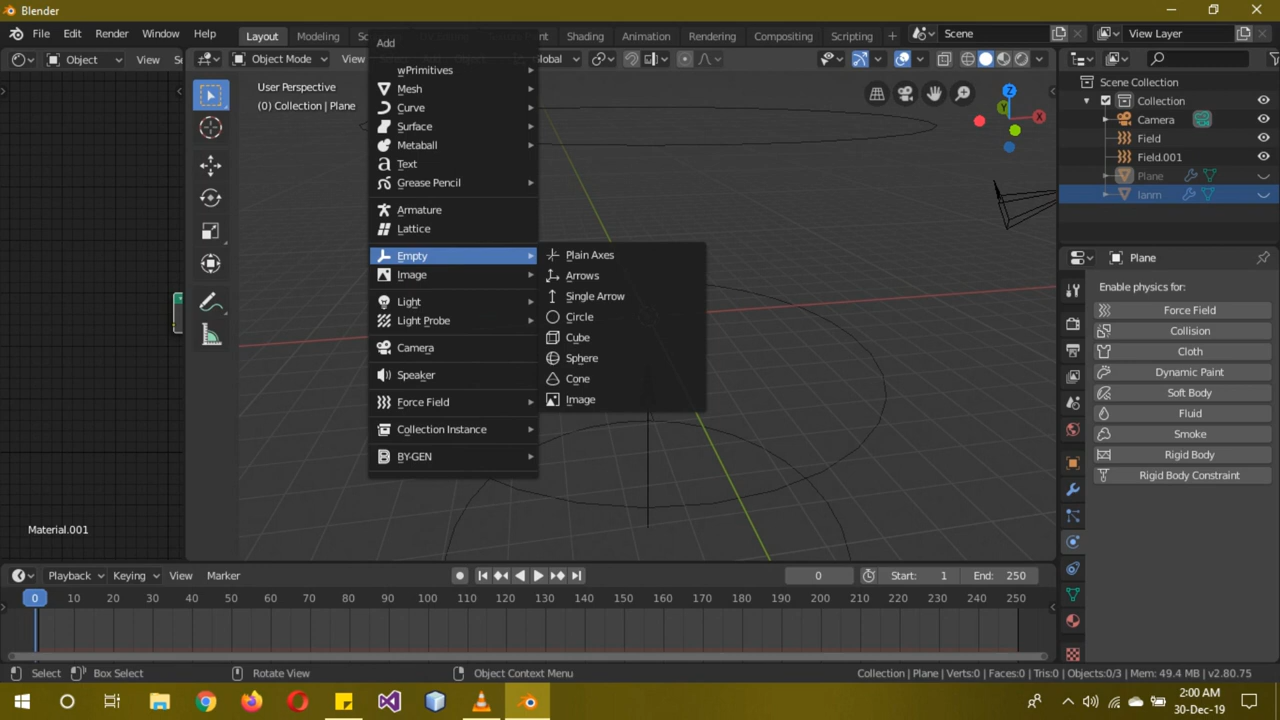 Blender
File Edit Render Window Help
Layout Modeling
Shading Animation Rendering Compositing Scripting
Scene
View Layer
Object View
Object Mode View
Global
User Perspective
(0) Collection | Plane
Material.001
Add
wPrimitives
Mesh
Curve
Surface
Metaball
Text
Grease Pencil
Armature
Lattice
Empty
Image
Light
Light Probe
Camera
Speaker
Force Field
Collection Instance
BY-GEN
Plain Axes
Arrows
Single Arrow
Circle
Cube
Sphere
Cone
Image
Z
Y
X
Scene Collection
Collection
Camera
Field
Field.001
Plane
lanm
Plane
Enable physics for:
Force Field
Collision
Cloth
Dynamic Paint
Soft Body
Fluid
Smoke
Rigid Body
Rigid Body Constraint
Playback Keying View Marker
0 Start: 1 End: 250
0 10 20 30 40 50 60 70 80 90 100 110 120 130 140 150 160 170 180 190 200 210 220 230 240 250
Select Box Select Rotate View Object Context Menu
Collection | Plane | Verts:0 | Faces:0 | Tris:0 | Objects:0/3 | Mem: 49.4 MB | v2.80.75
2:00 AM
30-Dec-19